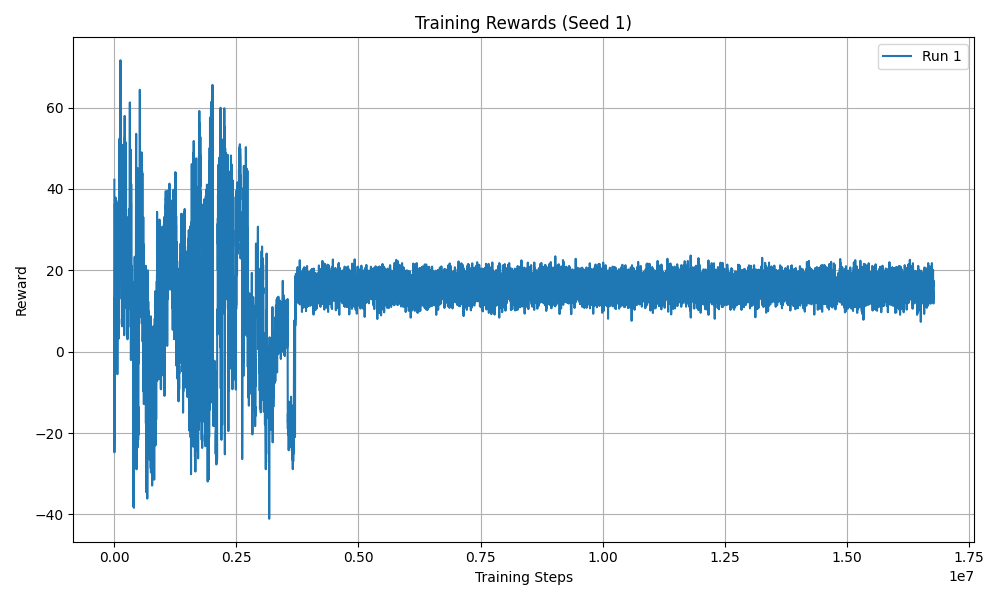 Training Rewards (Seed 1)
Run 1
Reward
60
40
20
0
−20
−40
0.00 0.25 0.50 0.75 1.00 1.25 1.50 1.75
1e7
Training Steps